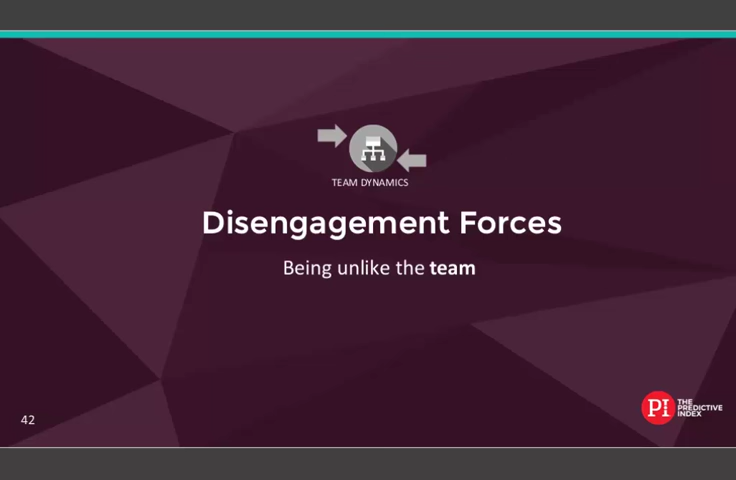 TEAM DYNAMICS
Disengagement Forces
Being unlike the team
42
PI
THE
PREDICTIVE
INDEX